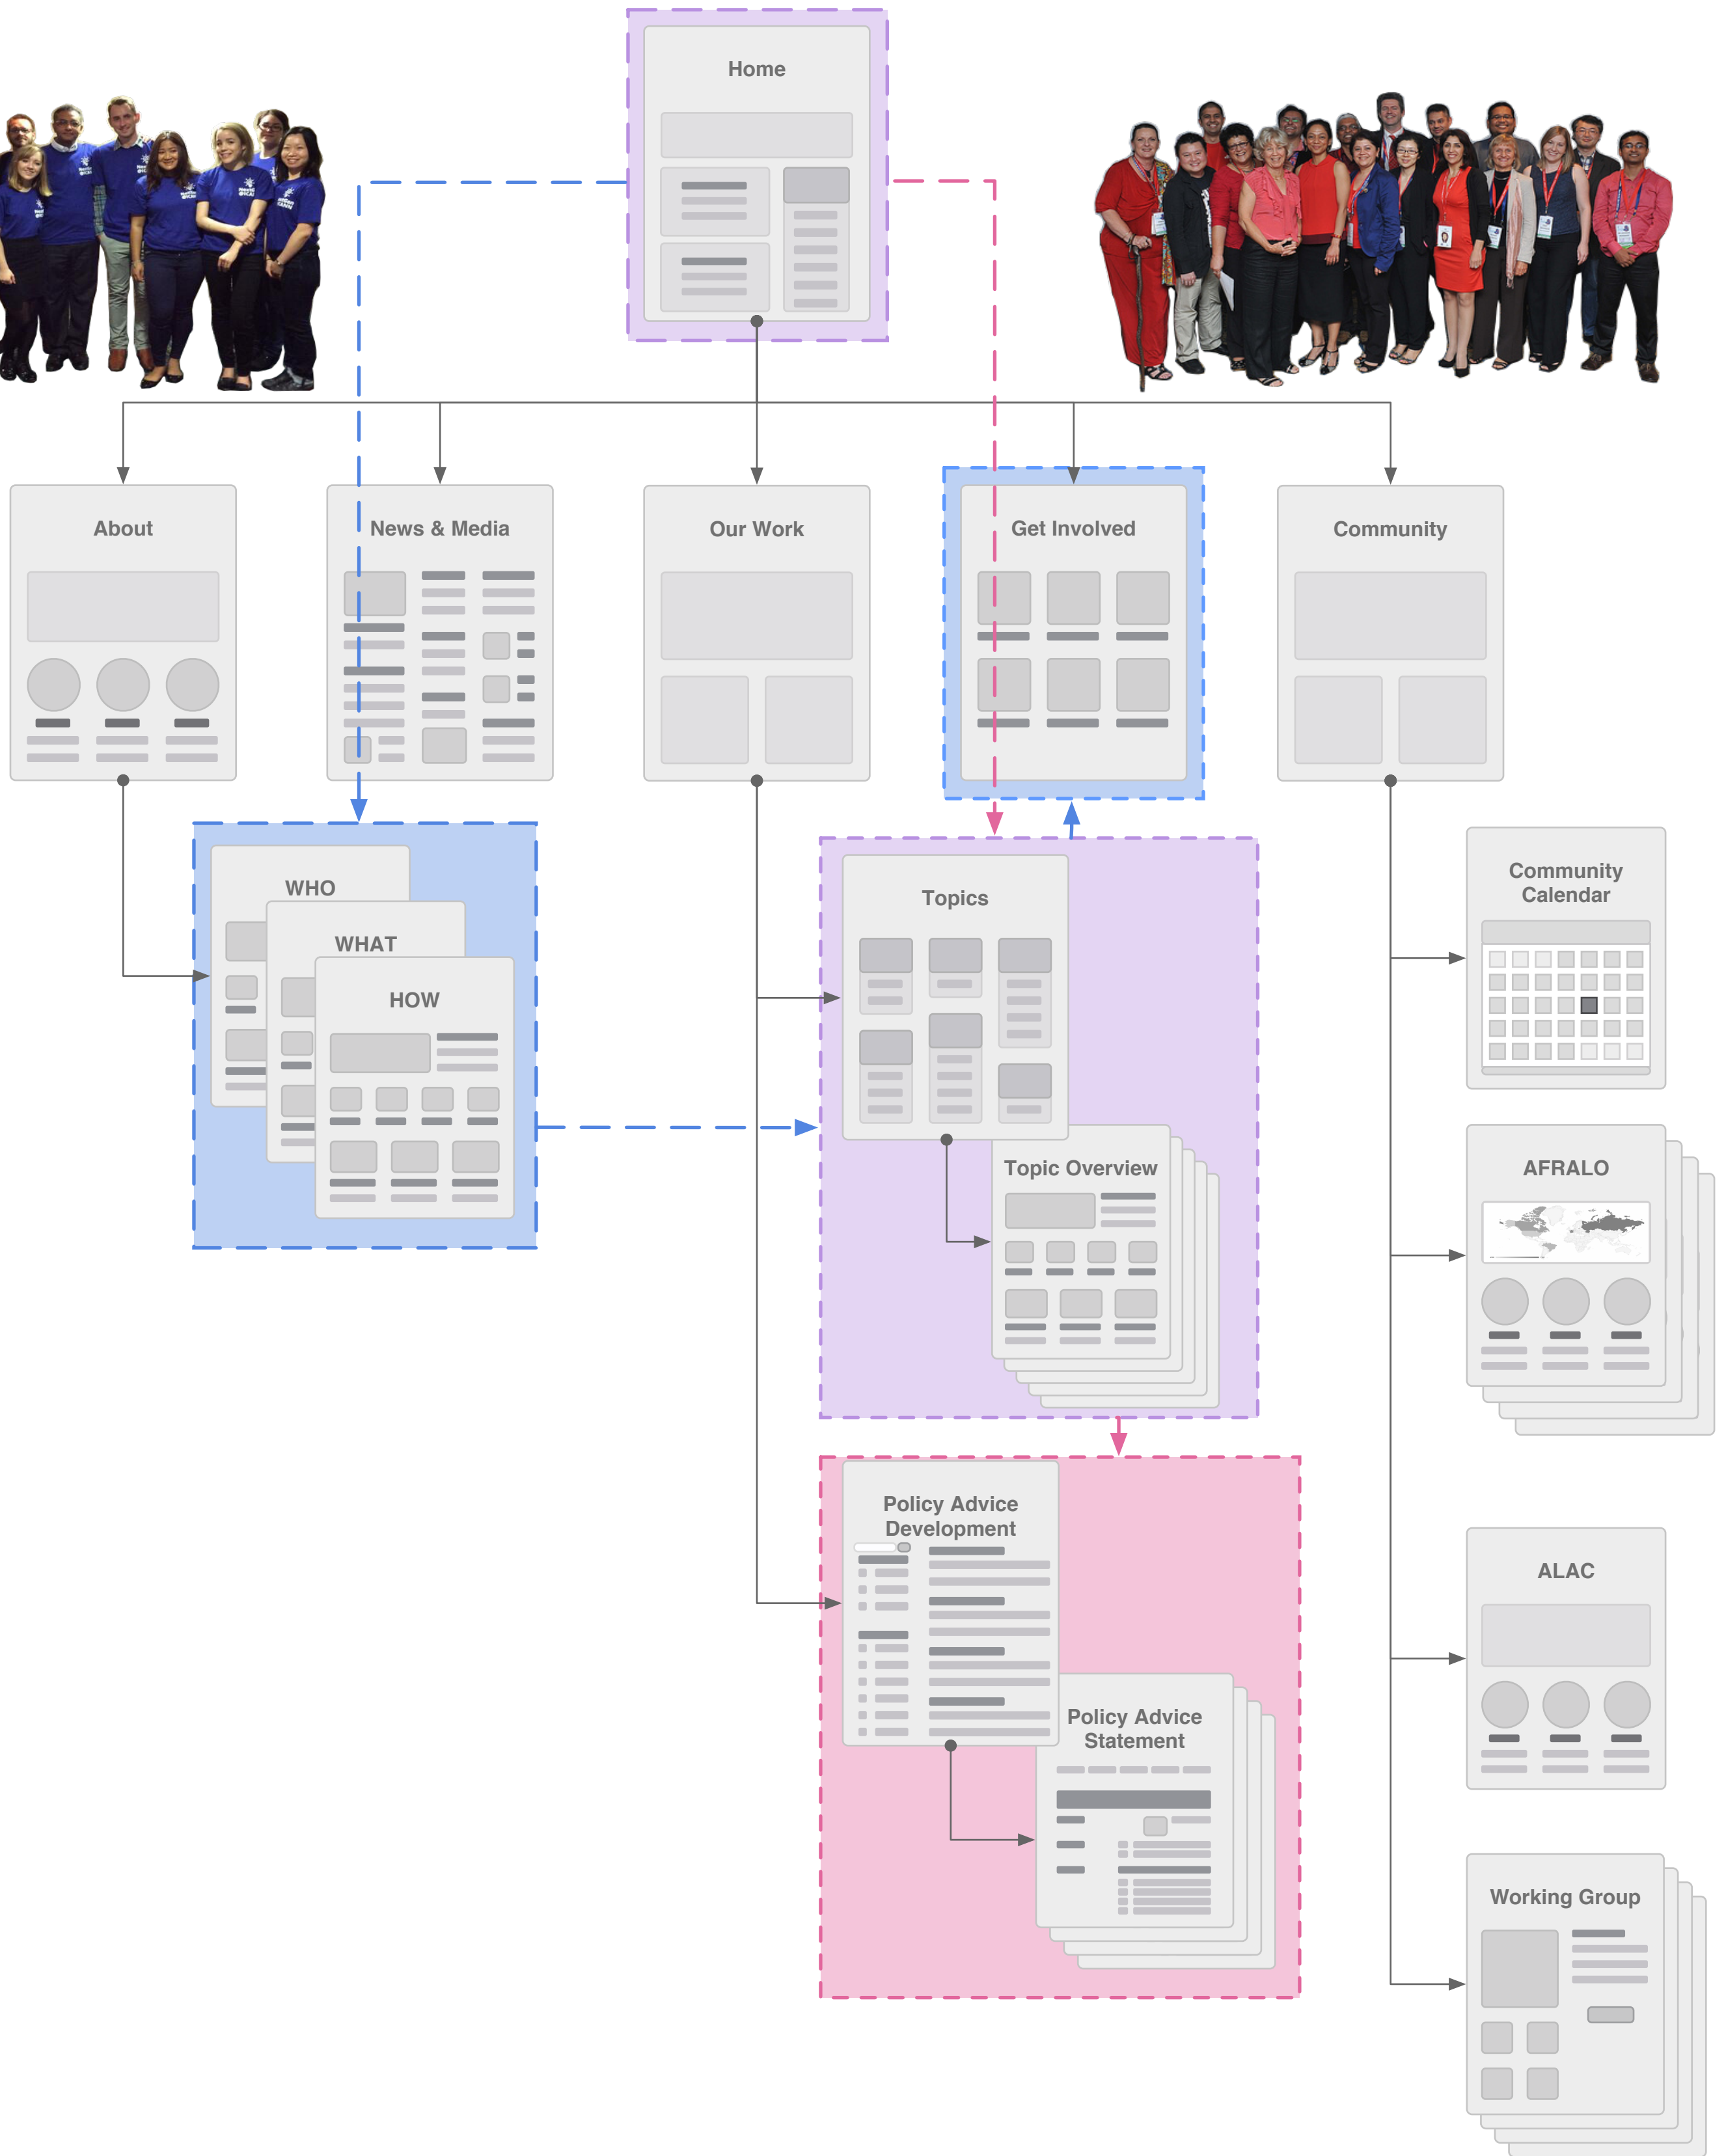 Home
About
News & Media
Our Work
Get Involved
Community
WHO
WHAT
HOW
Topics
Topic Overview
Community
Calendar
AFRALO
Policy Advice
Development
Policy Advice
Statement
ALAC
Working Group